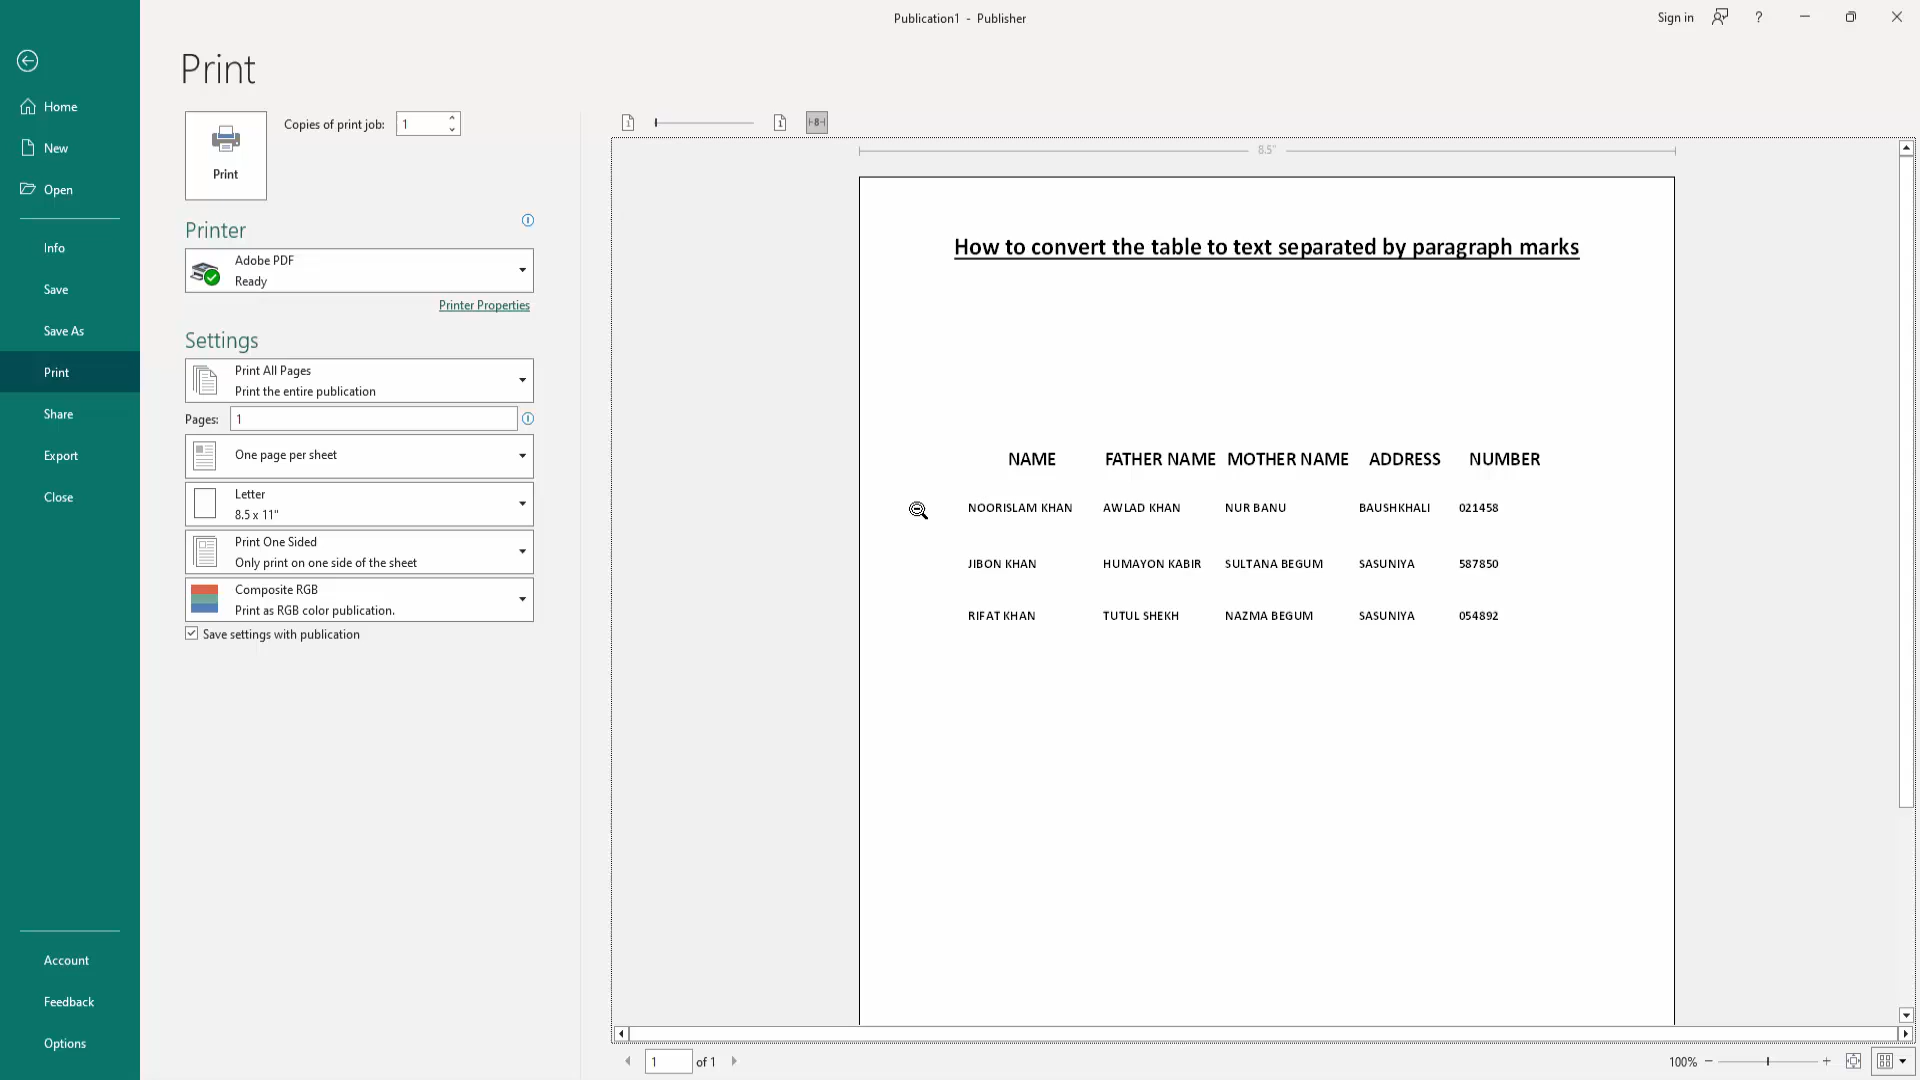 Publication1 - Publisher
Sign in
?
Print
Home
New
Open
Info
Save
Save As
Print
Share
Export
Close
Account
Feedback
Options
Print
Copies of print job: 1
Printer
Adobe PDF
Ready
Printer Properties
Settings
Print All Pages
Print the entire publication
Pages: 1
One page per sheet
Letter
8.5 x 11"
Print One Sided
Only print on one side of the sheet
Composite RGB
Print as RGB color publication.
Save settings with publication
1 1 8
8.5"
How to convert the table to text separated by paragraph marks
NAME FATHER NAME MOTHER NAME ADDRESS NUMBER
NOORISLAM KHAN AWLAD KHAN NUR BANU BAUSHKHALI 021458
JIBON KHAN HUMAYON KABIR SULTANA BEGUM SASUNIYA 587850
RIFAT KHAN TUTUL SHEKH NAZMA BEGUM SASUNIYA 054892
1 of 1
100%